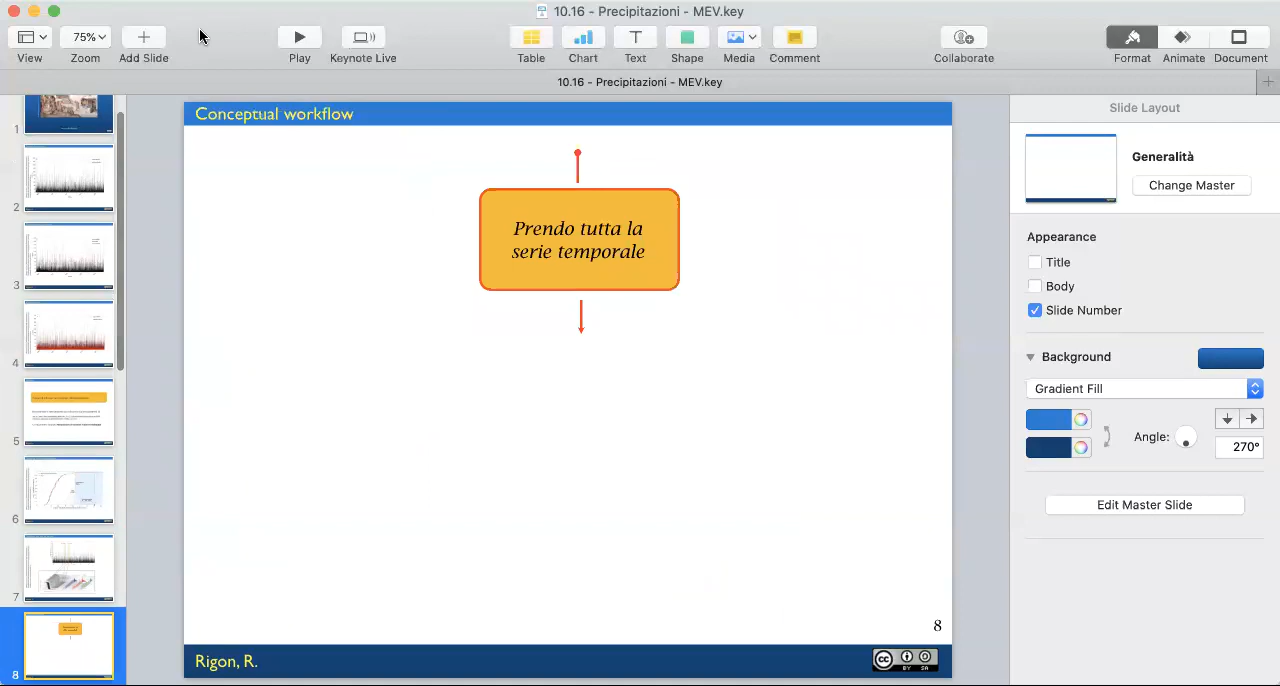 10.16 - Precipitazioni - MEV.key
75%
View
Zoom
Add Slide
Play
Keynote Live
Table
Chart
Text
Shape
Media
Comment
Collaborate
Format
Animate
Document
10.16 - Precipitazioni - MEV.key
1
2
3
4
5
6
7
8
Conceptual workflow
Prendo tutta la
serie temporale
8
Rigon, R.
BY SA
Slide Layout
Generalità
Change Master
Appearance
Title
Body
Slide Number
Background
Gradient Fill
Angle:
270°
Edit Master Slide